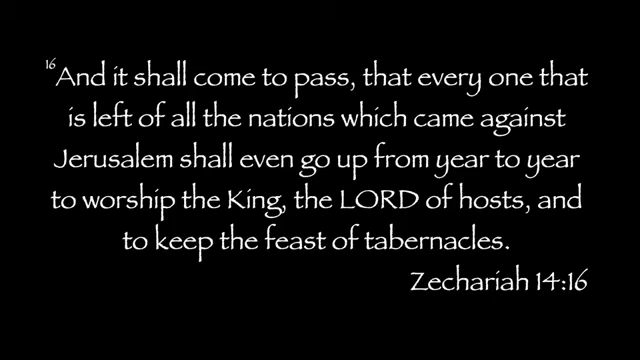 16And it shall come to pass, that every one that
is left of all the nations which came against
Jerusalem shall even go up from year to year
to worship the King, the LORD of hosts, and
to keep the feast of tabernacles.
Zechariah 14:16